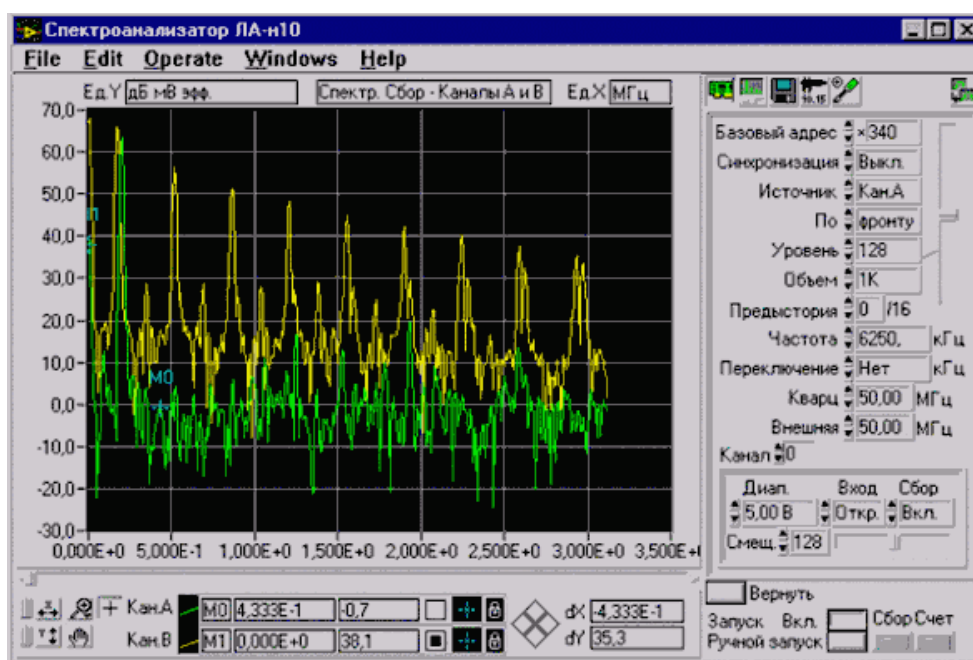 Спектроанализатор ЛА-н10
File Edit Operate Windows Help
Ед.Y дБ мВ эфф. Спектр. Сбор - Каналы А и В Ед.X МГц
70,0
60,0
50,0
40,0
30,0
20,0
10,0
0,0
-10,0
-20,0
-30,0
M0
0,000E+0 5,000E-1 1,000E+0 1,500E+0 2,000E+0 2,500E+0 3,000E+0 3,500E+
10.15
Базовый адрес ×340
Синхронизация Выкл.
Источник Кан.А
По фронту
Уровень 128
Объем 1K
Предыстория 0 /16
Частота 6250, кГц
Переключение Нет кГц
Кварц 50,00 МГц
Внешняя 50,00 МГц
Канал 0
Диап. Вход Сбор
5,00 В Откр. Вкл.
Смещ. 128
Кан.А M0 4,333E-1 -0,7 dX -4,333E-1
Кан.В M1 0,000E+0 38,1 dY 35,3
Вернуть
Запуск Вкл. Сбор Счет
Ручной запуск